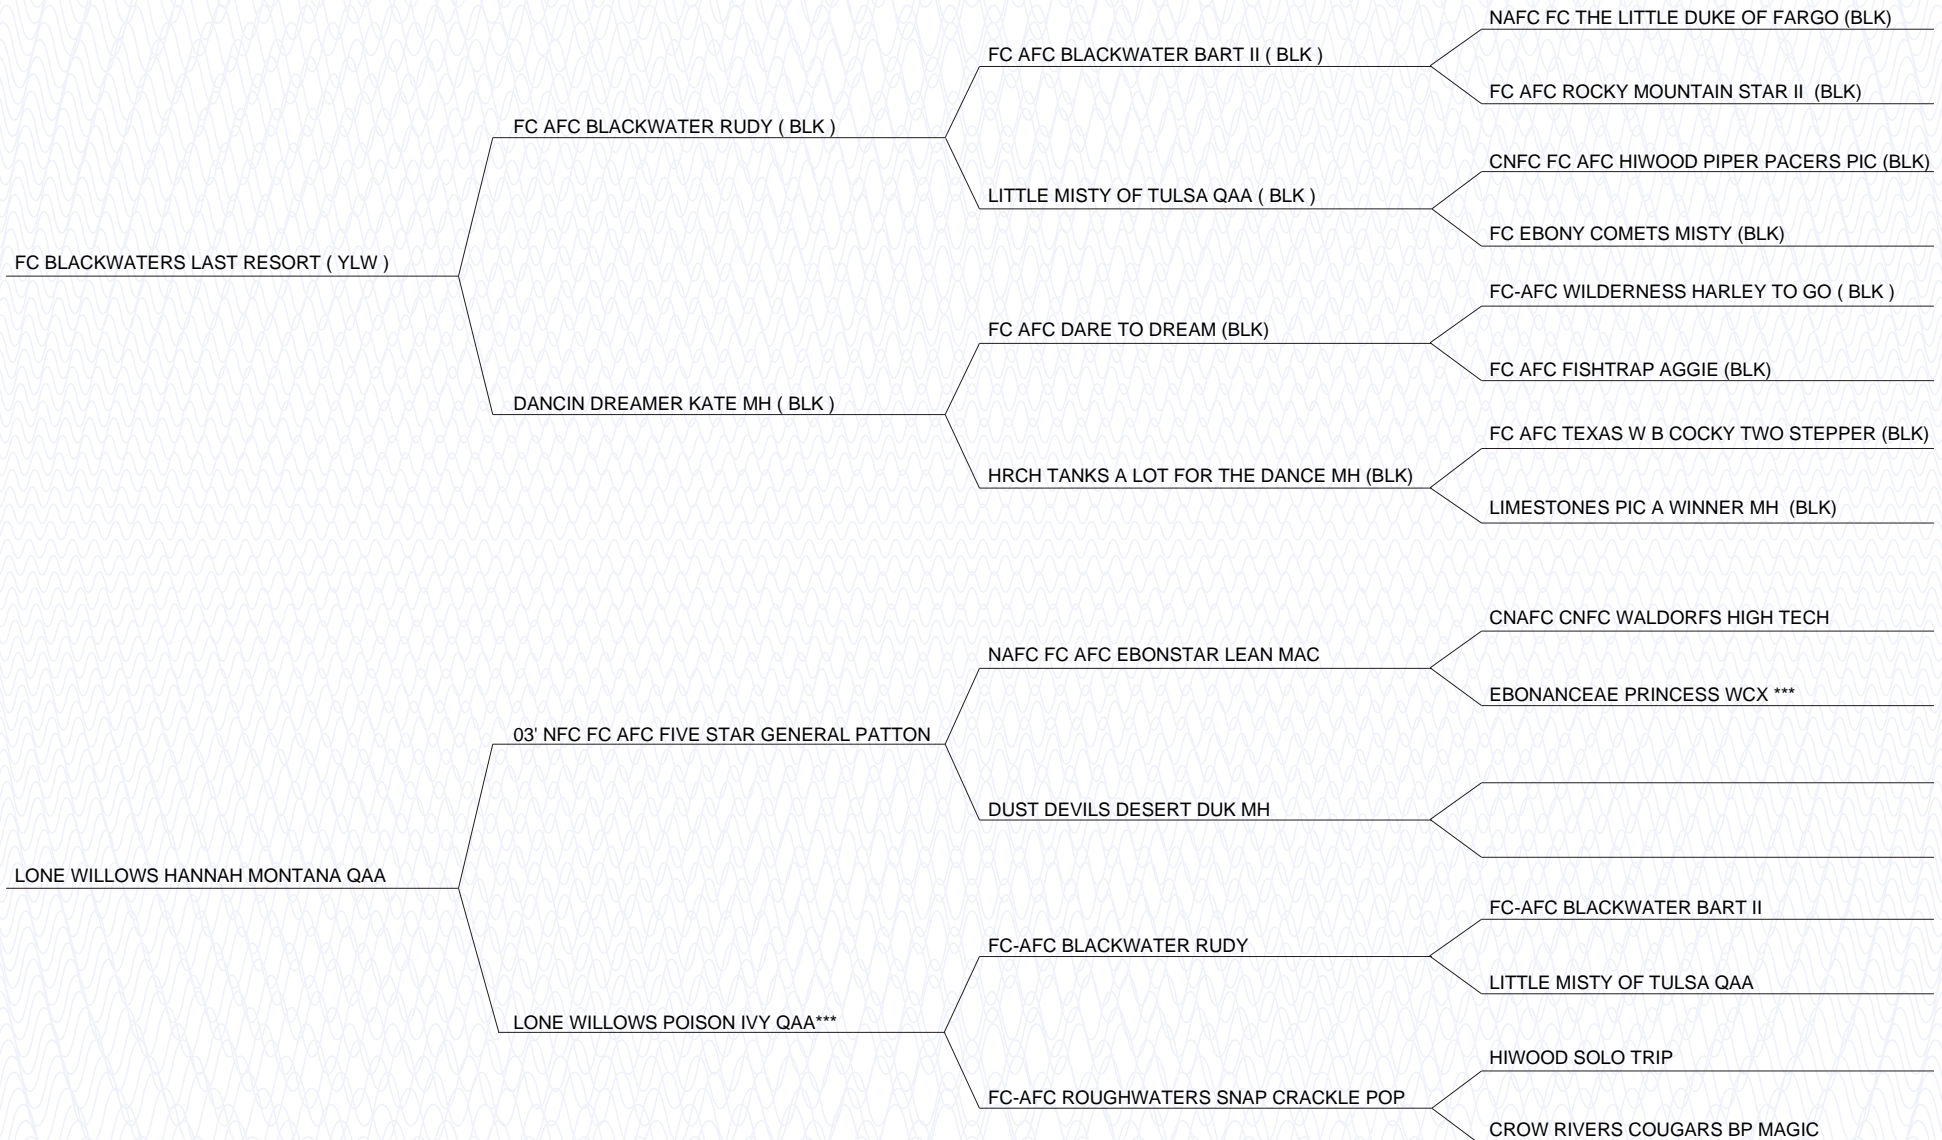 NAFC FC THE LITTLE DUKE OF FARGO (BLK)
FC AFC BLACKWATER BART II ( BLK )
FC AFC ROCKY MOUNTAIN STAR II  (BLK)
FC AFC BLACKWATER RUDY ( BLK )
CNFC FC AFC HIWOOD PIPER PACERS PIC (BLK)
LITTLE MISTY OF TULSA QAA ( BLK )
FC EBONY COMETS MISTY (BLK)
FC BLACKWATERS LAST RESORT ( YLW )
FC-AFC WILDERNESS HARLEY TO GO ( BLK )
FC AFC DARE TO DREAM (BLK)
FC AFC FISHTRAP AGGIE (BLK)
DANCIN DREAMER KATE MH ( BLK )
FC AFC TEXAS W B COCKY TWO STEPPER (BLK)
HRCH TANKS A LOT FOR THE DANCE MH (BLK)
LIMESTONES PIC A WINNER MH  (BLK)
CNAFC CNFC WALDORFS HIGH TECH
NAFC FC AFC EBONSTAR LEAN MAC
EBONANCEAE PRINCESS WCX ***
03' NFC FC AFC FIVE STAR GENERAL PATTON
DUST DEVILS DESERT DUK MH
LONE WILLOWS HANNAH MONTANA QAA
FC-AFC BLACKWATER BART II
FC-AFC BLACKWATER RUDY
LITTLE MISTY OF TULSA QAA
LONE WILLOWS POISON IVY QAA***
HIWOOD SOLO TRIP
FC-AFC ROUGHWATERS SNAP CRACKLE POP
CROW RIVERS COUGARS BP MAGIC